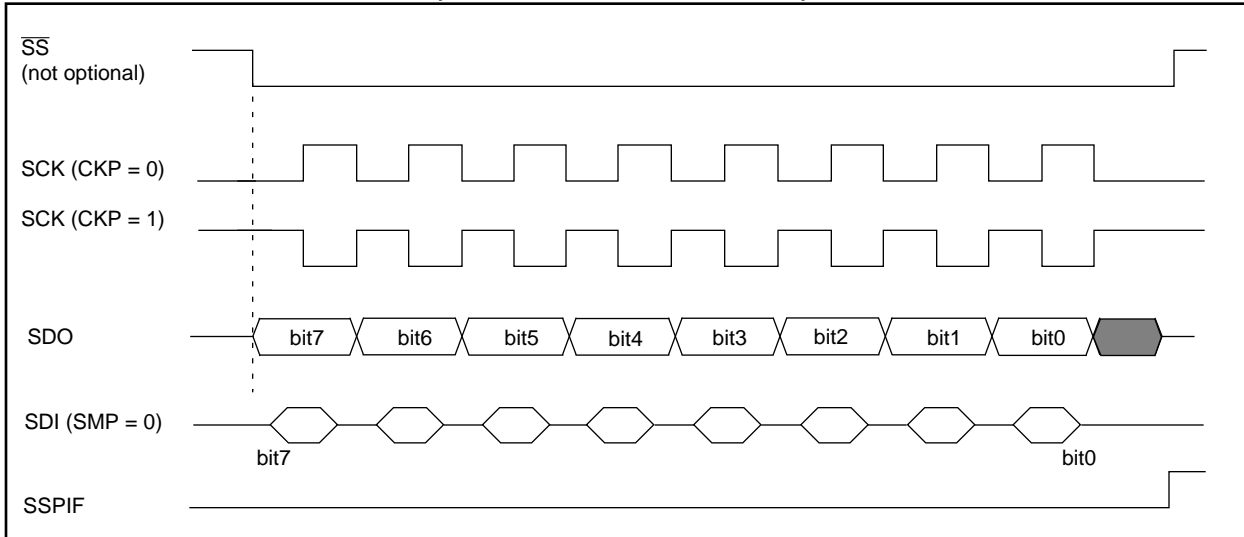 SS
(not optional)
SCK (CKP = 0)
SCK (CKP = 1)
SDO
bit7 bit6 bit5 bit4 bit3 bit2 bit1 bit0
SDI (SMP = 0)
bit7 bit0
SSPIF